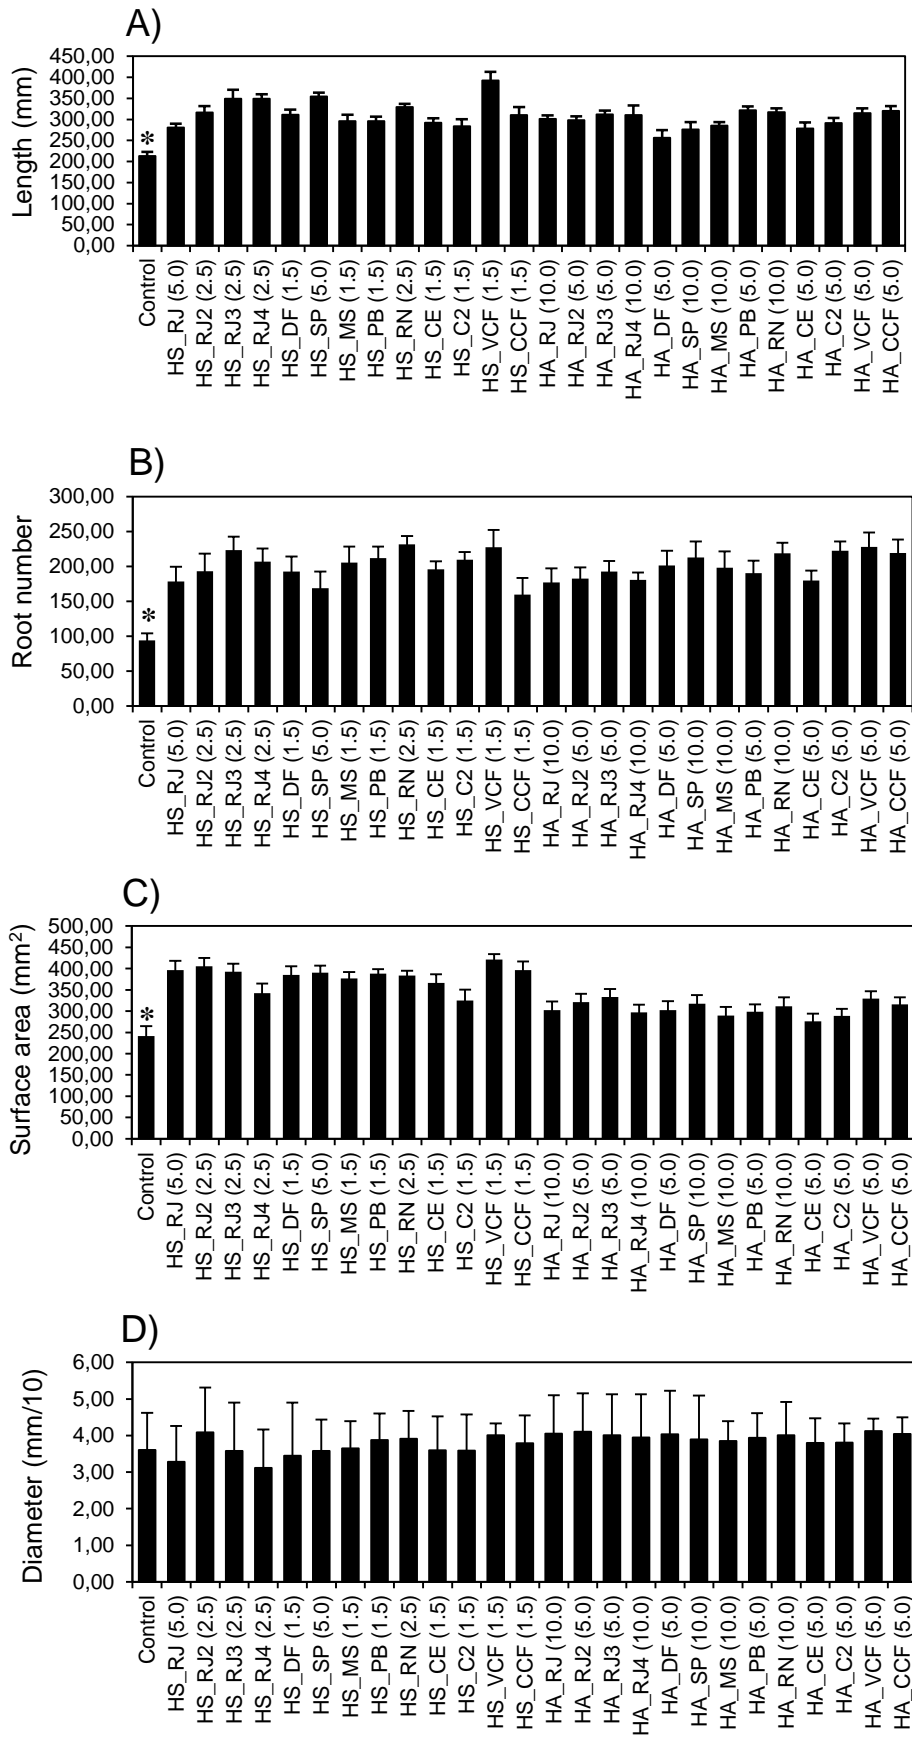 A)
Length (mm)
450,00
400,00
350,00
300,00
250,00
200,00
150,00
100,00
50,00
0,00
*
Control
HS_RJ (5.0)
HS_RJ2 (2.5)
HS_RJ3 (2.5)
HS_RJ4 (2.5)
HS_DF (1.5)
HS_SP (5.0)
HS_MS (1.5)
HS_PB (1.5)
HS_RN (2.5)
HS_CE (1.5)
HS_C2 (1.5)
HS_VCF (1.5)
HS_CCF (1.5)
HA_RJ (10.0)
HA_RJ2 (5.0)
HA_RJ3 (5.0)
HA_RJ4 (10.0)
HA_DF (5.0)
HA_SP (10.0)
HA_MS (10.0)
HA_PB (5.0)
HA_RN (10.0)
HA_CE (5.0)
HA_C2 (5.0)
HA_VCF (5.0)
HA_CCF (5.0)
B)
Root number
300,00
250,00
200,00
150,00
100,00
50,00
0,00
*
Control
HS_RJ (5.0)
HS_RJ2 (2.5)
HS_RJ3 (2.5)
HS_RJ4 (2.5)
HS_DF (1.5)
HS_SP (5.0)
HS_MS (1.5)
HS_PB (1.5)
HS_RN (2.5)
HS_CE (1.5)
HS_C2 (1.5)
HS_VCF (1.5)
HS_CCF (1.5)
HA_RJ (10.0)
HA_RJ2 (5.0)
HA_RJ3 (5.0)
HA_RJ4 (10.0)
HA_DF (5.0)
HA_SP (10.0)
HA_MS (10.0)
HA_PB (5.0)
HA_RN (10.0)
HA_CE (5.0)
HA_C2 (5.0)
HA_VCF (5.0)
HA_CCF (5.0)
C)
Surface area (mm²)
500,00
450,00
400,00
350,00
300,00
250,00
200,00
150,00
100,00
50,00
0,00
*
Control
HS_RJ (5.0)
HS_RJ2 (2.5)
HS_RJ3 (2.5)
HS_RJ4 (2.5)
HS_DF (1.5)
HS_SP (5.0)
HS_MS (1.5)
HS_PB (1.5)
HS_RN (2.5)
HS_CE (1.5)
HS_C2 (1.5)
HS_VCF (1.5)
HS_CCF (1.5)
HA_RJ (10.0)
HA_RJ2 (5.0)
HA_RJ3 (5.0)
HA_RJ4 (10.0)
HA_DF (5.0)
HA_SP (10.0)
HA_MS (10.0)
HA_PB (5.0)
HA_RN (10.0)
HA_CE (5.0)
HA_C2 (5.0)
HA_VCF (5.0)
HA_CCF (5.0)
D)
Diameter (mm/10)
6,00
5,00
4,00
3,00
2,00
1,00
0,00
Control
HS_RJ (5.0)
HS_RJ2 (2.5)
HS_RJ3 (2.5)
HS_RJ4 (2.5)
HS_DF (1.5)
HS_SP (5.0)
HS_MS (1.5)
HS_PB (1.5)
HS_RN (2.5)
HS_CE (1.5)
HS_C2 (1.5)
HS_VCF (1.5)
HS_CCF (1.5)
HA_RJ (10.0)
HA_RJ2 (5.0)
HA_RJ3 (5.0)
HA_RJ4 (10.0)
HA_DF (5.0)
HA_SP (10.0)
HA_MS (10.0)
HA_PB (5.0)
HA_RN (10.0)
HA_CE (5.0)
HA_C2 (5.0)
HA_VCF (5.0)
HA_CCF (5.0)